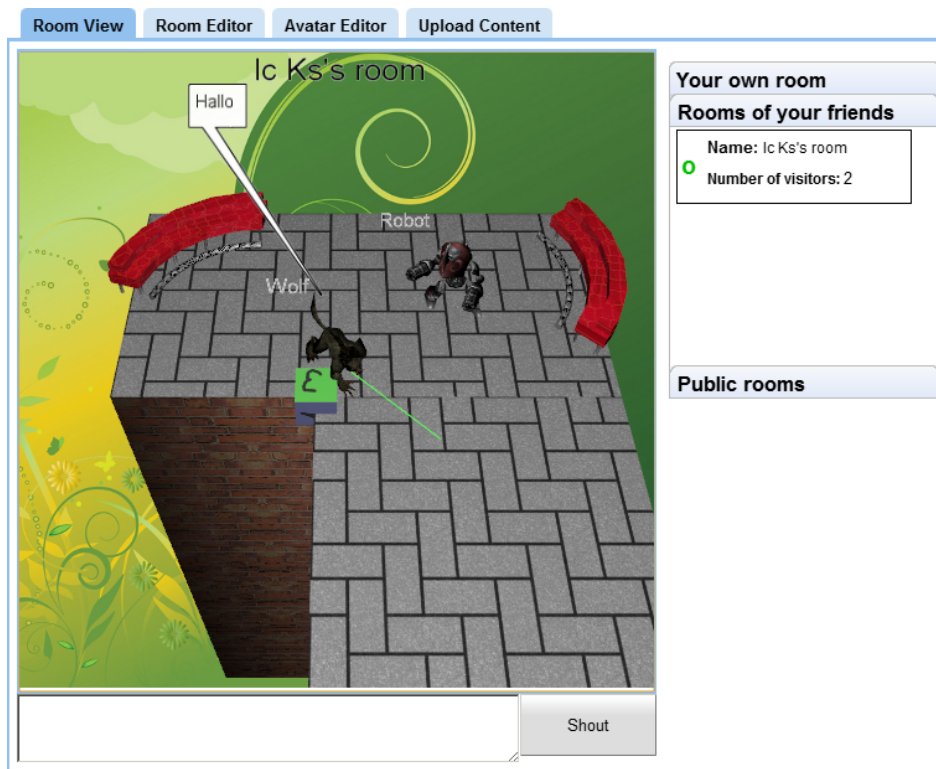 Room View
Room Editor
Avatar Editor
Upload Content
Ic Ks's room
Hallo
Robot
Wolf
3
Your own room
Rooms of your friends
O
Name: Ic Ks's room
Number of visitors: 2
Public rooms
Shout